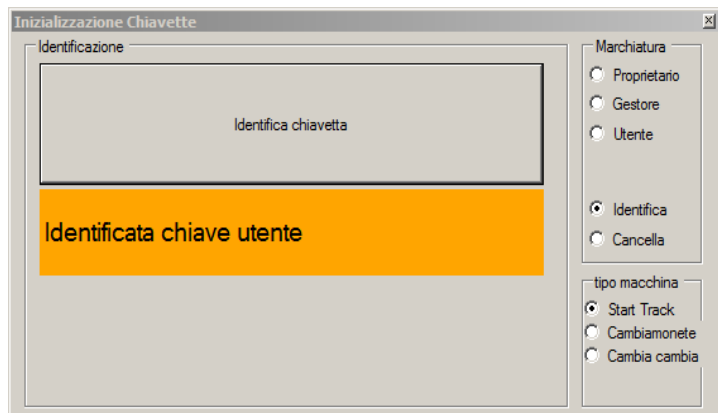 Inizializzazione Chiavette
Identificazione
Identifica chiavetta
Identificata chiave utente
Marchiatura
Proprietario
Gestore
Utente
Identifica
Cancella
tipo macchina
Start Track
Cambiamonete
Cambia cambia